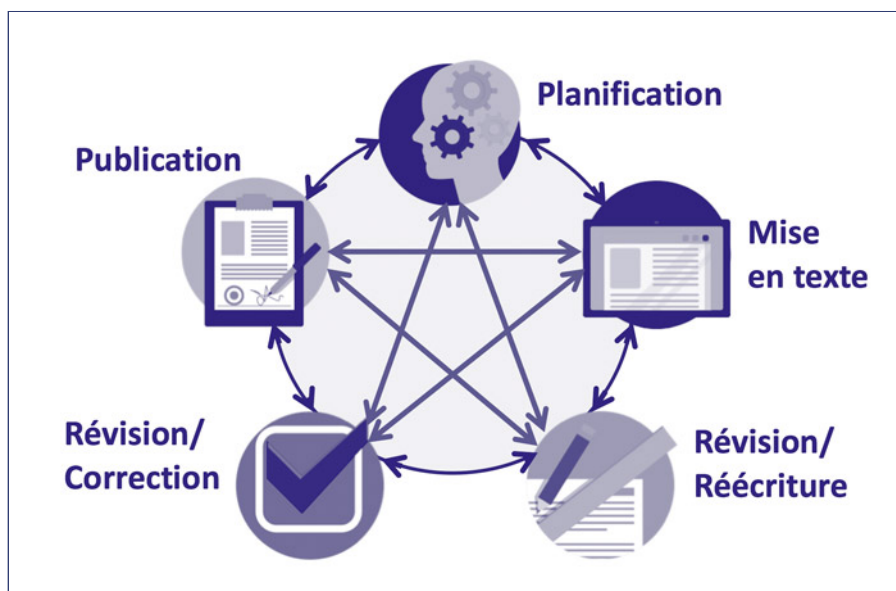 Planification
Publication
Mise
en texte
Révision/
Correction
Révision/
Réécriture